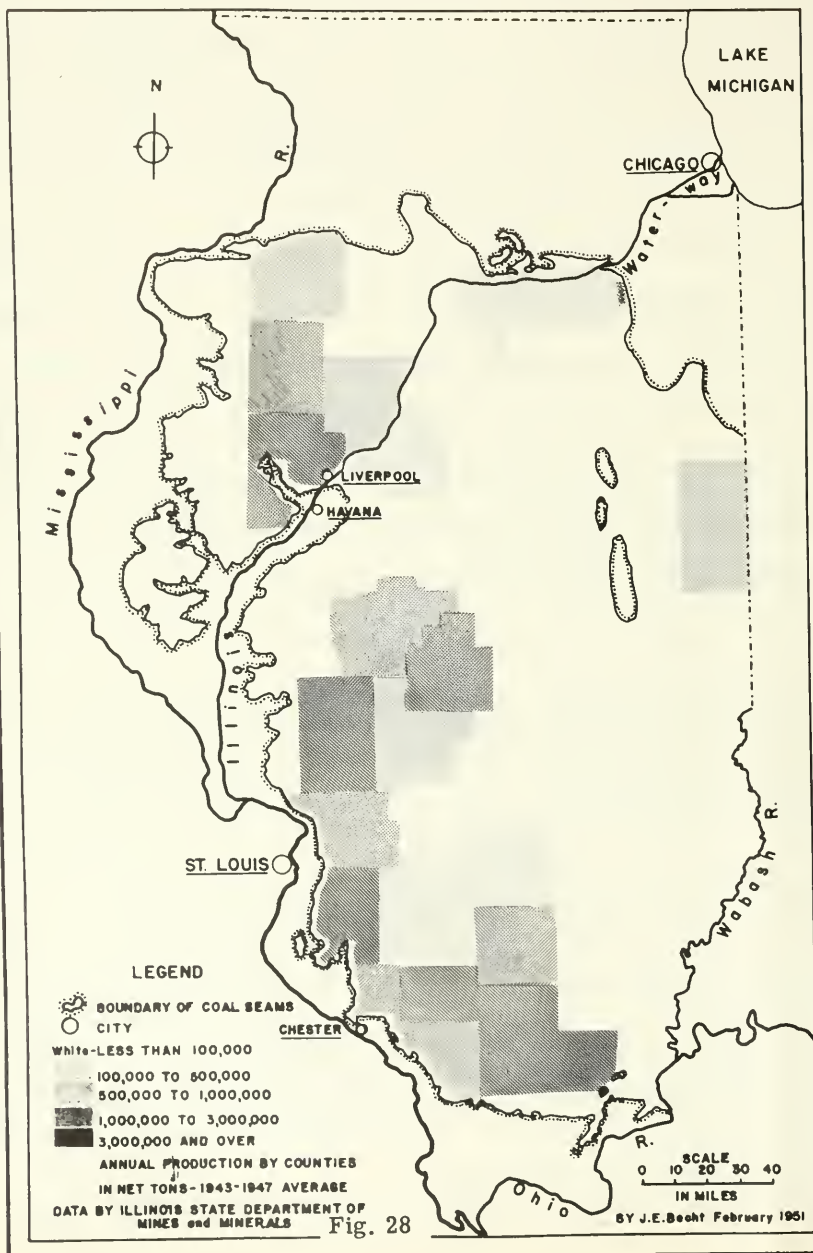 LAKE
MICHIGAN
N
R.
CHICAGO
Water-way
Mississippi
LIVERPOOL
HAVANA
Illinois
Wabash R.
ST. LOUIS
LEGEND
BOUNDARY OF COAL SEAMS
CITY
CHESTER
White-LESS THAN 100,000
100,000 TO 500,000
500,000 TO 1,000,000
1,000,000 TO 3,000,000
3,000,000 AND OVER
ANNUAL PRODUCTION BY COUNTIES
IN NET TONS-1943-1947 AVERAGE
DATA BY ILLINOIS STATE DEPARTMENT OF
MINES and MINERALS
Fig. 28
Ohio R.
SCALE
0 10 20 30 40
IN MILES
BY J.E. Becht February 1951